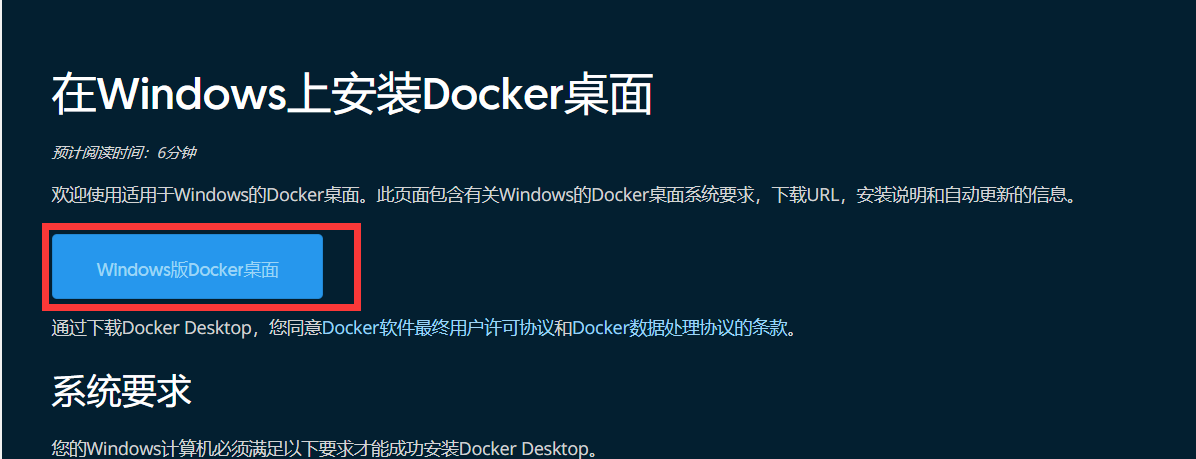 在Windows上安装Docker桌面
预计阅读时间：6分钟
欢迎使用适用于Windows的Docker桌面。此页面包含有关Windows的Docker桌面系统要求，下载URL，安装说明和自动更新的信息。
Windows版Docker桌面
通过下载Docker Desktop，您同意Docker软件最终用户许可协议和Docker数据处理协议的条款。
系统要求
您的Windows计算机必须满足以下要求才能成功安装Docker Desktop。